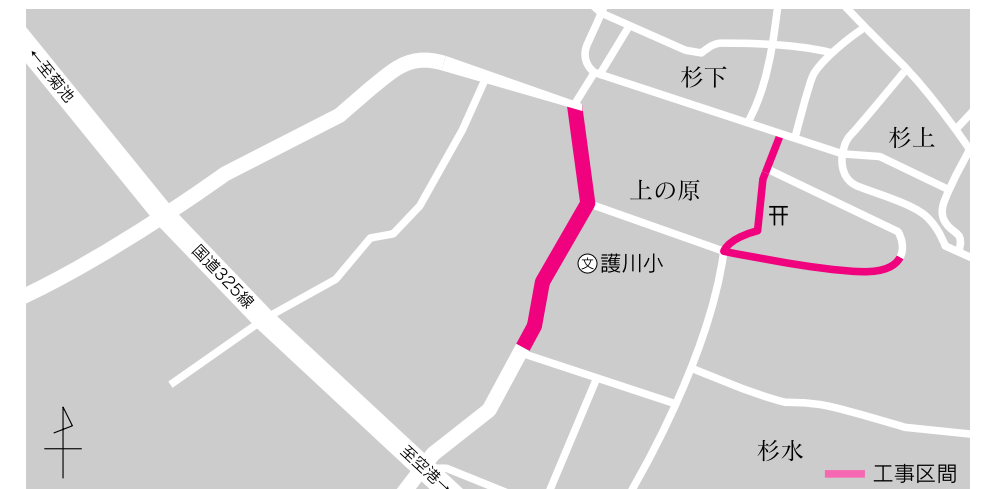 ←至菊池
杉下
杉上
上の原
文護川小
国道325線
至空港→
杉水
工事区間